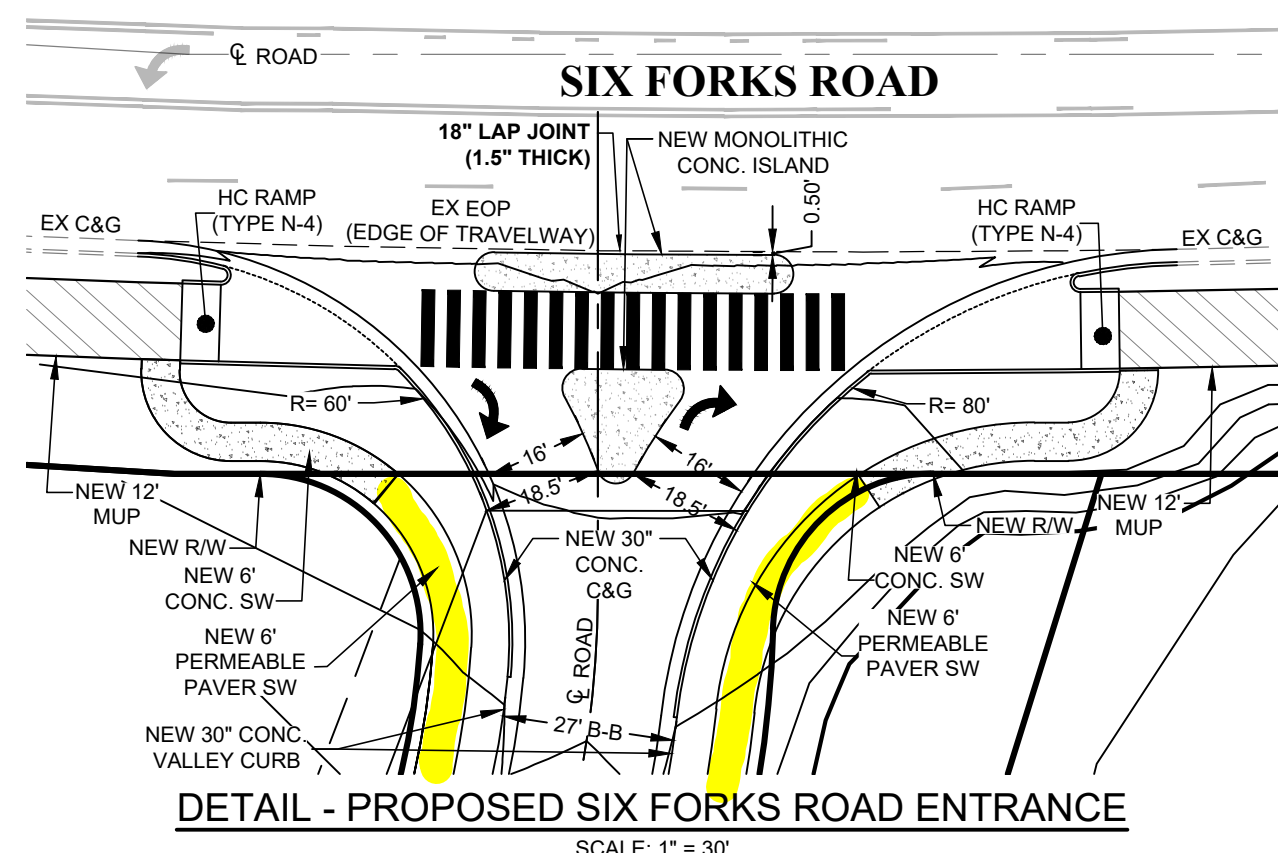 ℄ ROAD
SIX FORKS ROAD
18" LAP JOINT
(1.5" THICK)
NEW MONOLITHIC
CONC. ISLAND
0.50'
HC RAMP
(TYPE N-4)
EX EOP
(EDGE OF TRAVELWAY)
HC RAMP
(TYPE N-4)
EX C&G
EX C&G
R= 60'
R= 80'
16'
16'
18.5'
18.5'
NEW 12'
MUP
NEW 12'
MUP
NEW R/W
NEW R/W
NEW 30"
CONC.
C&G
NEW 6'
CONC. SW
NEW 6'
CONC. SW
NEW 6'
PERMEABLE
PAVER SW
NEW 6'
PERMEABLE
PAVER SW
℄ ROAD
27' B-B
NEW 30" CONC.
VALLEY CURB
DETAIL - PROPOSED SIX FORKS ROAD ENTRANCE
SCALE: 1" = 30'